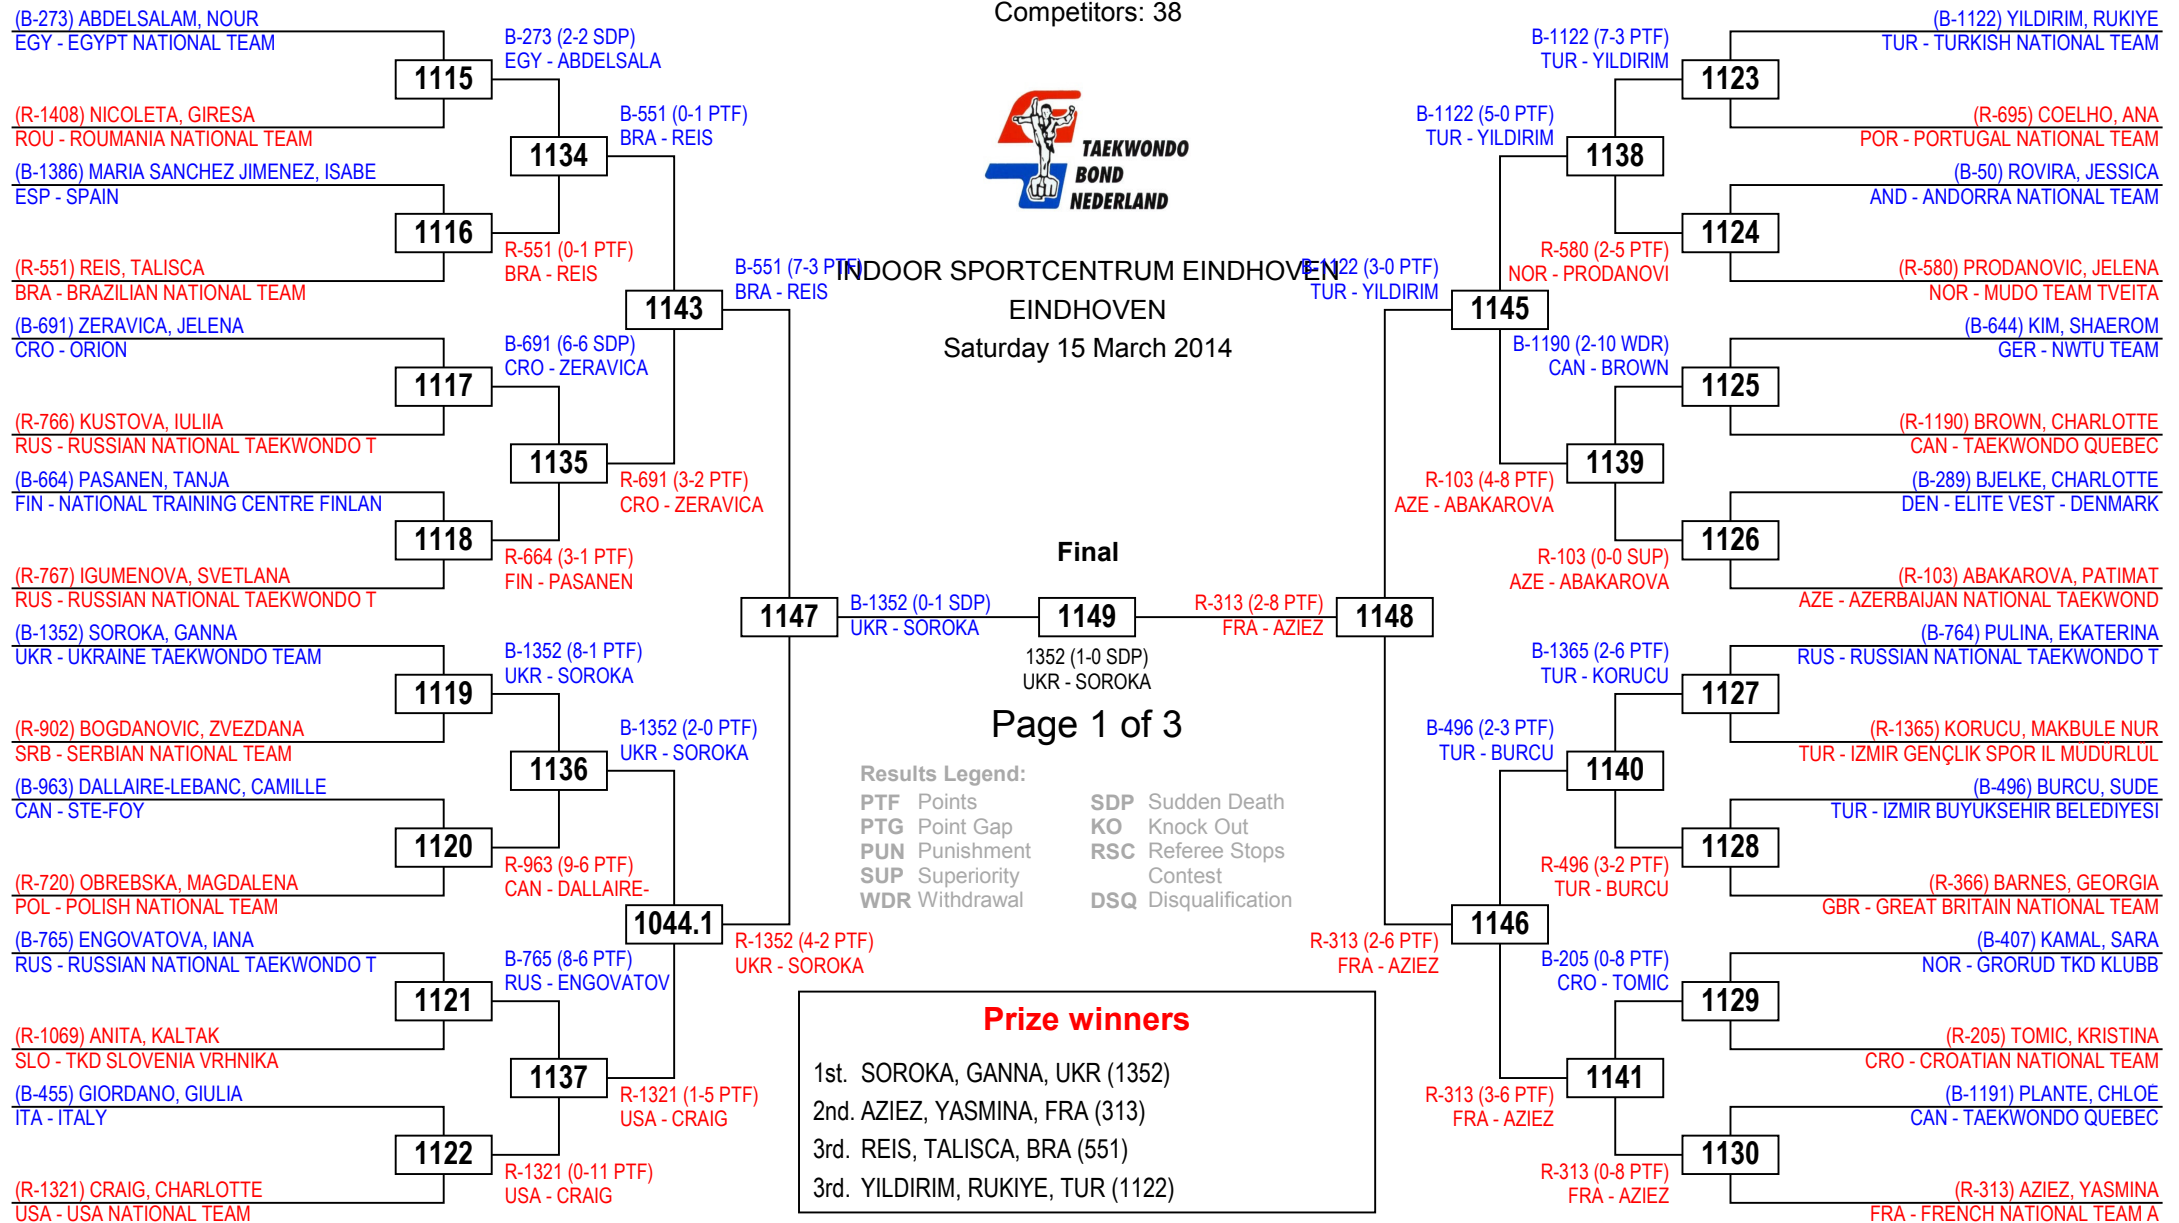 Competitors: 38
TAEKWONDO
BOND
NEDERLAND
INDOOR SPORTCENTRUM EINDHOVEN
EINDHOVEN
Saturday 15 March 2014
(B-273) ABDELSALAM, NOUR
EGY - EGYPT NATIONAL TEAM
1115
(R-1408) NICOLETA, GIRESA
ROU - ROUMANIA NATIONAL TEAM
(B-1386) MARIA SANCHEZ JIMENEZ, ISABE
ESP - SPAIN
1116
(R-551) REIS, TALISCA
BRA - BRAZILIAN NATIONAL TEAM
(B-691) ZERAVICA, JELENA
CRO - ORION
1117
(R-766) KUSTOVA, IULIIA
RUS - RUSSIAN NATIONAL TAEKWONDO T
(B-664) PASANEN, TANJA
FIN - NATIONAL TRAINING CENTRE FINLAN
1118
(R-767) IGUMENOVA, SVETLANA
RUS - RUSSIAN NATIONAL TAEKWONDO T
(B-1352) SOROKA, GANNA
UKR - UKRAINE TAEKWONDO TEAM
1119
(R-902) BOGDANOVIC, ZVEZDANA
SRB - SERBIAN NATIONAL TEAM
(B-963) DALLAIRE-LEBANC, CAMILLE
CAN - STE-FOY
1120
(R-720) OBREBSKA, MAGDALENA
POL - POLISH NATIONAL TEAM
(B-765) ENGOVATOVA, IANA
RUS - RUSSIAN NATIONAL TAEKWONDO T
1121
(R-1069) ANITA, KALTAK
SLO - TKD SLOVENIA VRHNIKA
(B-455) GIORDANO, GIULIA
ITA - ITALY
1122
(R-1321) CRAIG, CHARLOTTE
USA - USA NATIONAL TEAM
B-273 (2-2 SDP)
EGY - ABDELSALA
1134
R-551 (0-1 PTF)
BRA - REIS
B-691 (6-6 SDP)
CRO - ZERAVICA
1135
R-664 (3-1 PTF)
FIN - PASANEN
B-1352 (8-1 PTF)
UKR - SOROKA
1136
R-963 (9-6 PTF)
CAN - DALLAIRE-
B-765 (8-6 PTF)
RUS - ENGOVATOV
1137
R-1321 (0-11 PTF)
USA - CRAIG
B-551 (0-1 PTF)
BRA - REIS
1143
R-691 (3-2 PTF)
CRO - ZERAVICA
B-1352 (2-0 PTF)
UKR - SOROKA
1044.1
R-1321 (1-5 PTF)
USA - CRAIG
B-551 (7-3 PTF)
BRA - REIS
1147
R-1352 (4-2 PTF)
UKR - SOROKA
Final
B-1352 (0-1 SDP)
UKR - SOROKA
1149
R-313 (2-8 PTF)
FRA - AZIEZ
1352 (1-0 SDP)
UKR - SOROKA
Page 1 of 3
Results Legend:
PTF Points
PTG Point Gap
PUN Punishment
SUP Superiority
WDR Withdrawal
SDP Sudden Death
KO Knock Out
RSC Referee Stops
Contest
DSQ Disqualification
Prize winners
1st. SOROKA, GANNA, UKR (1352)
2nd. AZIEZ, YASMINA, FRA (313)
3rd. REIS, TALISCA, BRA (551)
3rd. YILDIRIM, RUKIYE, TUR (1122)
B-1122 (3-0 PTF)
TUR - YILDIRIM
1148
R-313 (2-6 PTF)
FRA - AZIEZ
B-1122 (5-0 PTF)
TUR - YILDIRIM
1145
R-103 (4-8 PTF)
AZE - ABAKAROVA
B-496 (2-3 PTF)
TUR - BURCU
1146
R-313 (3-6 PTF)
FRA - AZIEZ
B-1122 (7-3 PTF)
TUR - YILDIRIM
1138
R-580 (2-5 PTF)
NOR - PRODANOVI
B-1190 (2-10 WDR)
CAN - BROWN
1139
R-103 (0-0 SUP)
AZE - ABAKAROVA
B-1365 (2-6 PTF)
TUR - KORUCU
1140
R-496 (3-2 PTF)
TUR - BURCU
B-205 (0-8 PTF)
CRO - TOMIC
1141
R-313 (0-8 PTF)
FRA - AZIEZ
(B-1122) YILDIRIM, RUKIYE
TUR - TURKISH NATIONAL TEAM
1123
(R-695) COELHO, ANA
POR - PORTUGAL NATIONAL TEAM
(B-50) ROVIRA, JESSICA
AND - ANDORRA NATIONAL TEAM
1124
(R-580) PRODANOVIC, JELENA
NOR - MUDO TEAM TVEITA
(B-644) KIM, SHAEROM
GER - NWTU TEAM
1125
(R-1190) BROWN, CHARLOTTE
CAN - TAEKWONDO QUEBEC
(B-289) BJELKE, CHARLOTTE
DEN - ELITE VEST - DENMARK
1126
(R-103) ABAKAROVA, PATIMAT
AZE - AZERBAIJAN NATIONAL TAEKWOND
(B-764) PULINA, EKATERINA
RUS - RUSSIAN NATIONAL TAEKWONDO T
1127
(R-1365) KORUCU, MAKBULE NUR
TUR - IZMIR GENÇLIK SPOR IL MÜDÜRLÜL
(B-496) BURCU, SUDE
TUR - IZMIR BUYUKSEHIR BELEDIYESI
1128
(R-366) BARNES, GEORGIA
GBR - GREAT BRITAIN NATIONAL TEAM
(B-407) KAMAL, SARA
NOR - GRORUD TKD KLUBB
1129
(R-205) TOMIC, KRISTINA
CRO - CROATIAN NATIONAL TEAM
(B-1191) PLANTE, CHLOÉ
CAN - TAEKWONDO QUEBEC
1130
(R-313) AZIEZ, YASMINA
FRA - FRENCH NATIONAL TEAM A